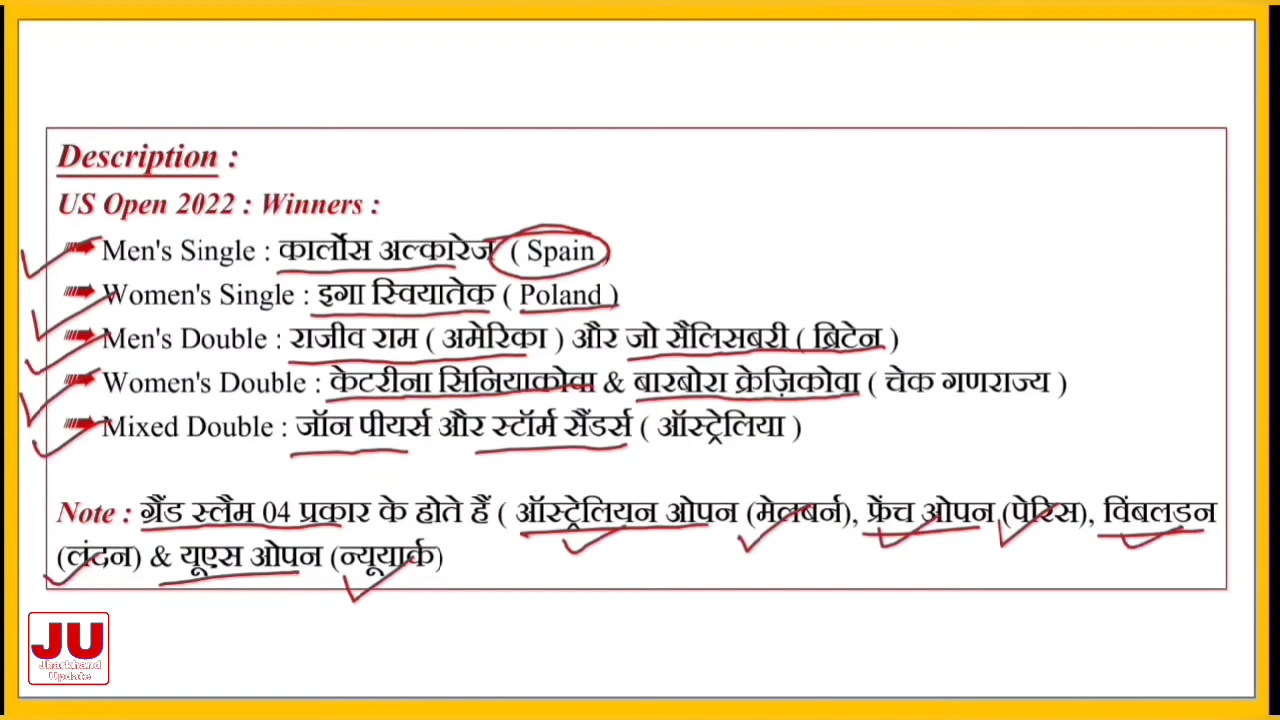 Description :
US Open 2022 : Winners :
Men's Single : कार्लोस अल्कारेज ( Spain )
Women's Single : इगा स्वियातेक ( Poland )
Men's Double : राजीव राम ( अमेरिका ) और जो सैलिसबरी ( ब्रिटेन )
Women's Double : केटरीना सिनियाकोवा & बारबोरा क्रेज़िकोवा ( चेक गणराज्य )
Mixed Double : जॉन पीयर्स और स्टॉर्म सैंडर्स ( ऑस्ट्रेलिया )
Note : ग्रैंड स्लैम 04 प्रकार के होते हैं ( ऑस्ट्रेलियन ओपन (मेलबर्न), फ्रेंच ओपन (पेरिस), विंबलडन
(लंदन) & यूएस ओपन (न्यूयार्क)
JU
Jharkhand
Update